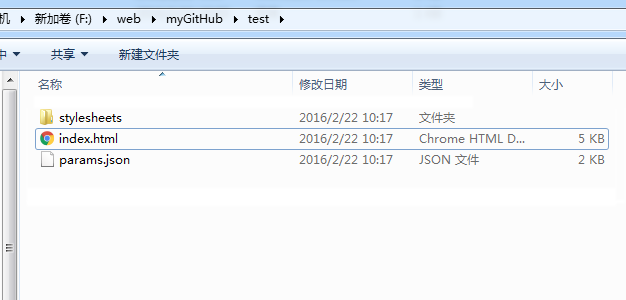 机 ▸ 新加卷 (F:) ▸ web ▸ myGitHub ▸ test ▸
中 ▼ 共享 ▼ 新建文件夹
名称 修改日期 类型 大小
stylesheets 2016/2/22 10:17 文件夹
index.html 2016/2/22 10:17 Chrome HTML D... 5 KB
params.json 2016/2/22 10:17 JSON 文件 2 KB